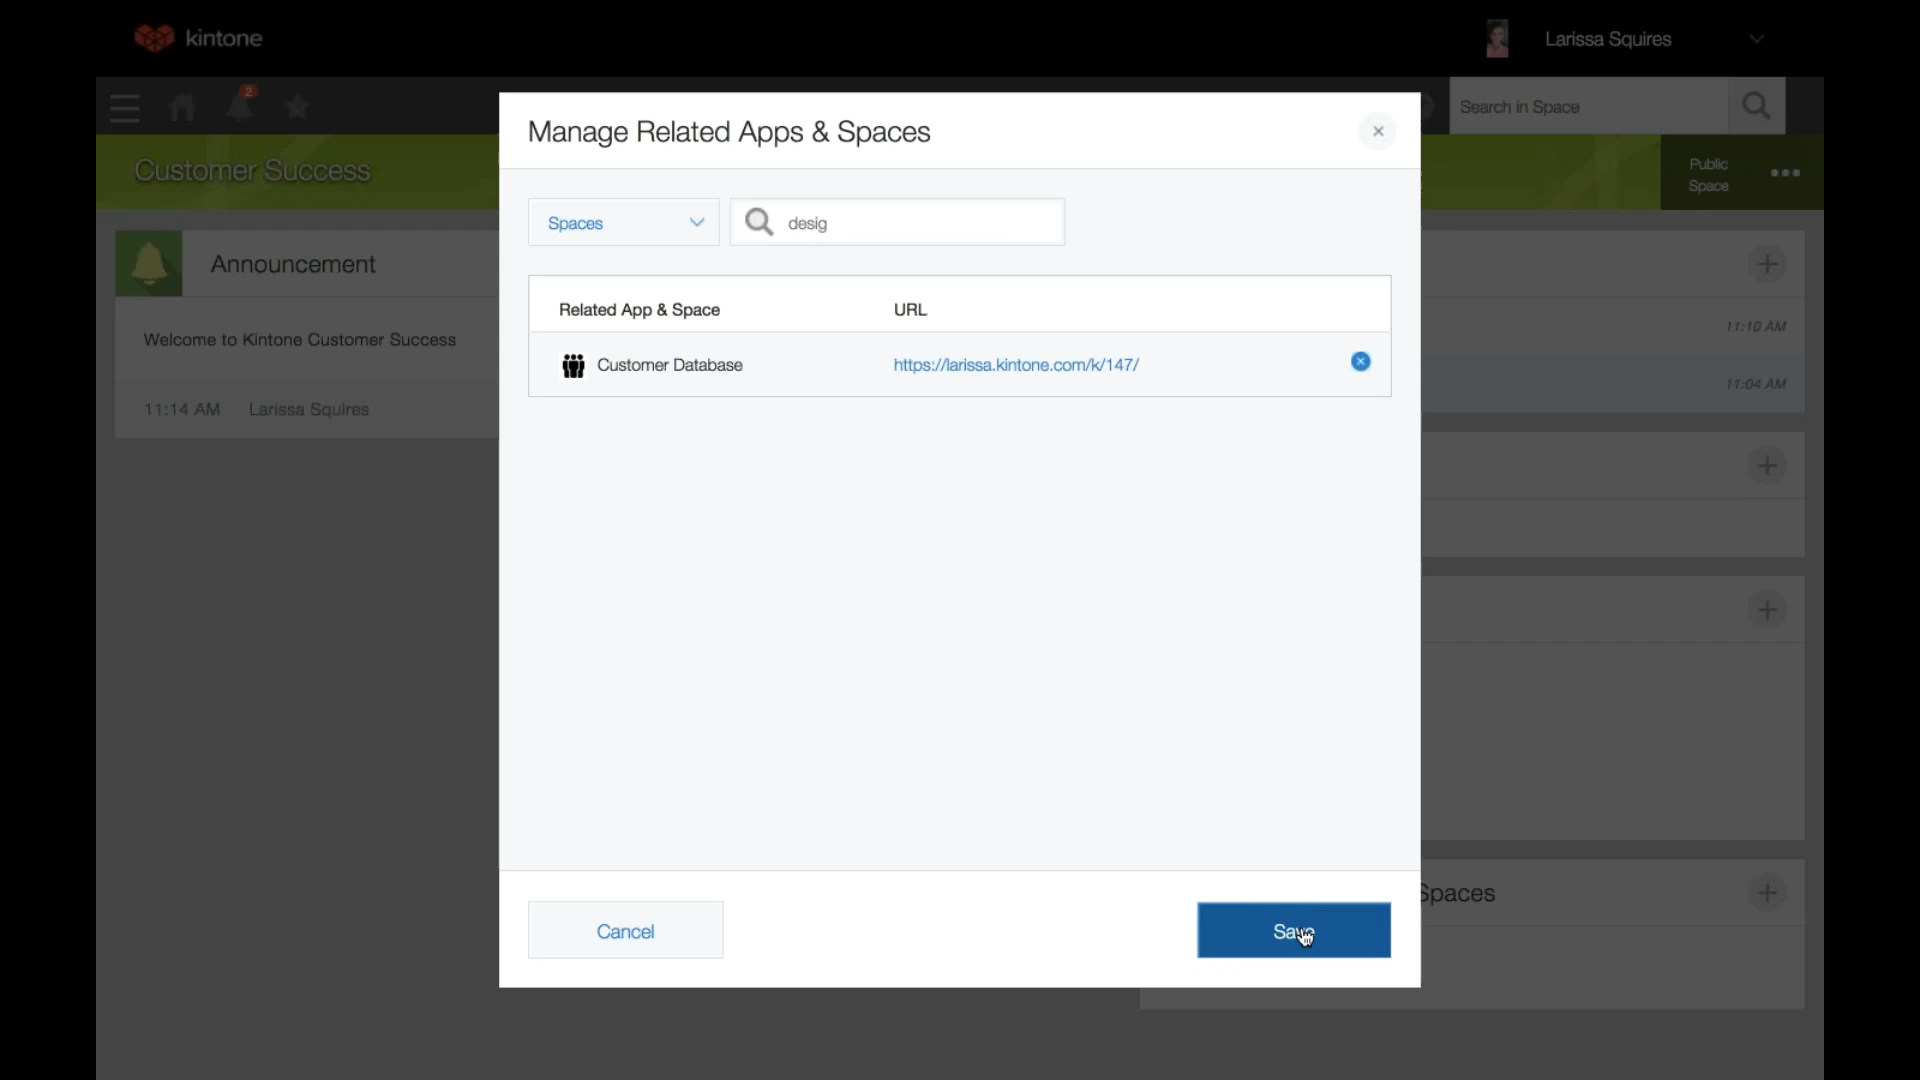 kintone
Larissa Squires
2
Search in Space
Manage Related Apps & Spaces
Customer Success
Public
Space
Spaces
desig
Announcement
Related App & Space
URL
Welcome to Kintone Customer Success
11:10 AM
Customer Database
https://larissa.kintone.com/k/147/
11:04 AM
11:14 AM
Larissa Squires
Spaces
Cancel
Save